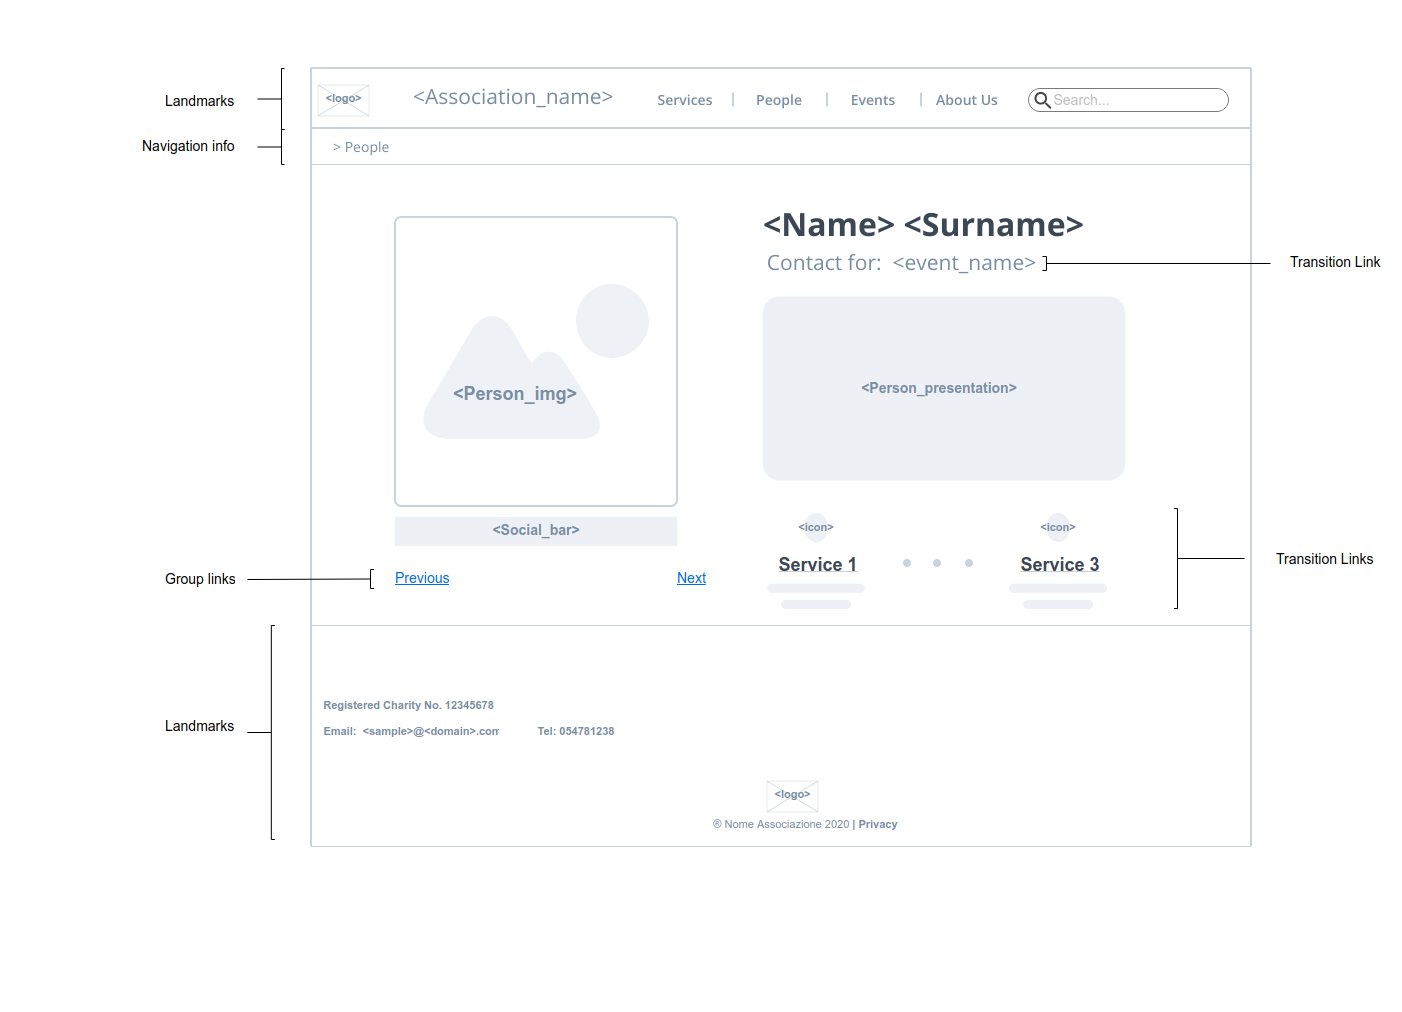 Landmarks
<logo>
<Association_name>
Services | People | Events | About Us
Search...
Navigation info
> People
<Name> <Surname>
Contact for: <event_name>
Transition Link
<Person_img>
<Person_presentation>
<Social_bar>
<icon>
<icon>
Service 1
Service 3
Transition Links
Group links
Previous
Next
Landmarks
Registered Charity No. 12345678
Email: <sample>@<domain>.com
Tel: 054781238
<logo>
® Nome Associazione 2020 | Privacy